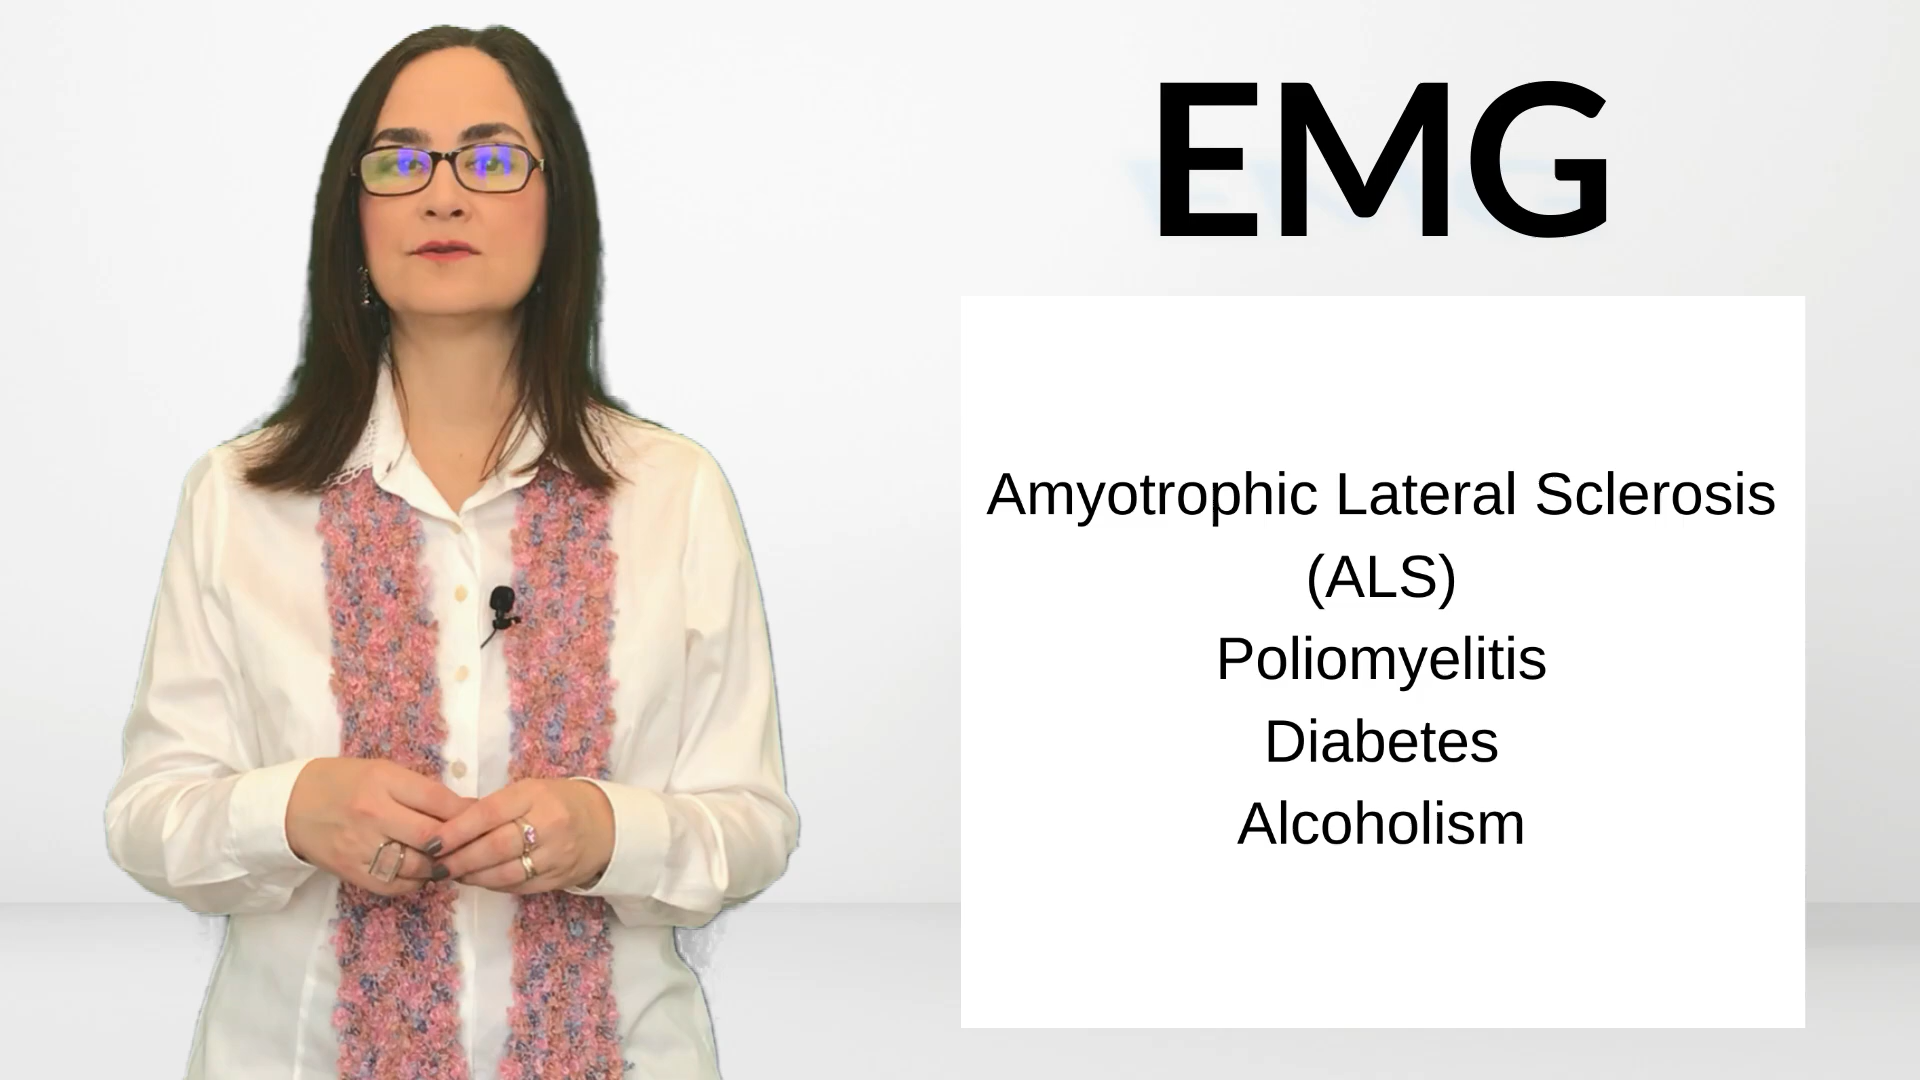 EMG
Amyotrophic Lateral Sclerosis
(ALS)
Poliomyelitis
Diabetes
Alcoholism